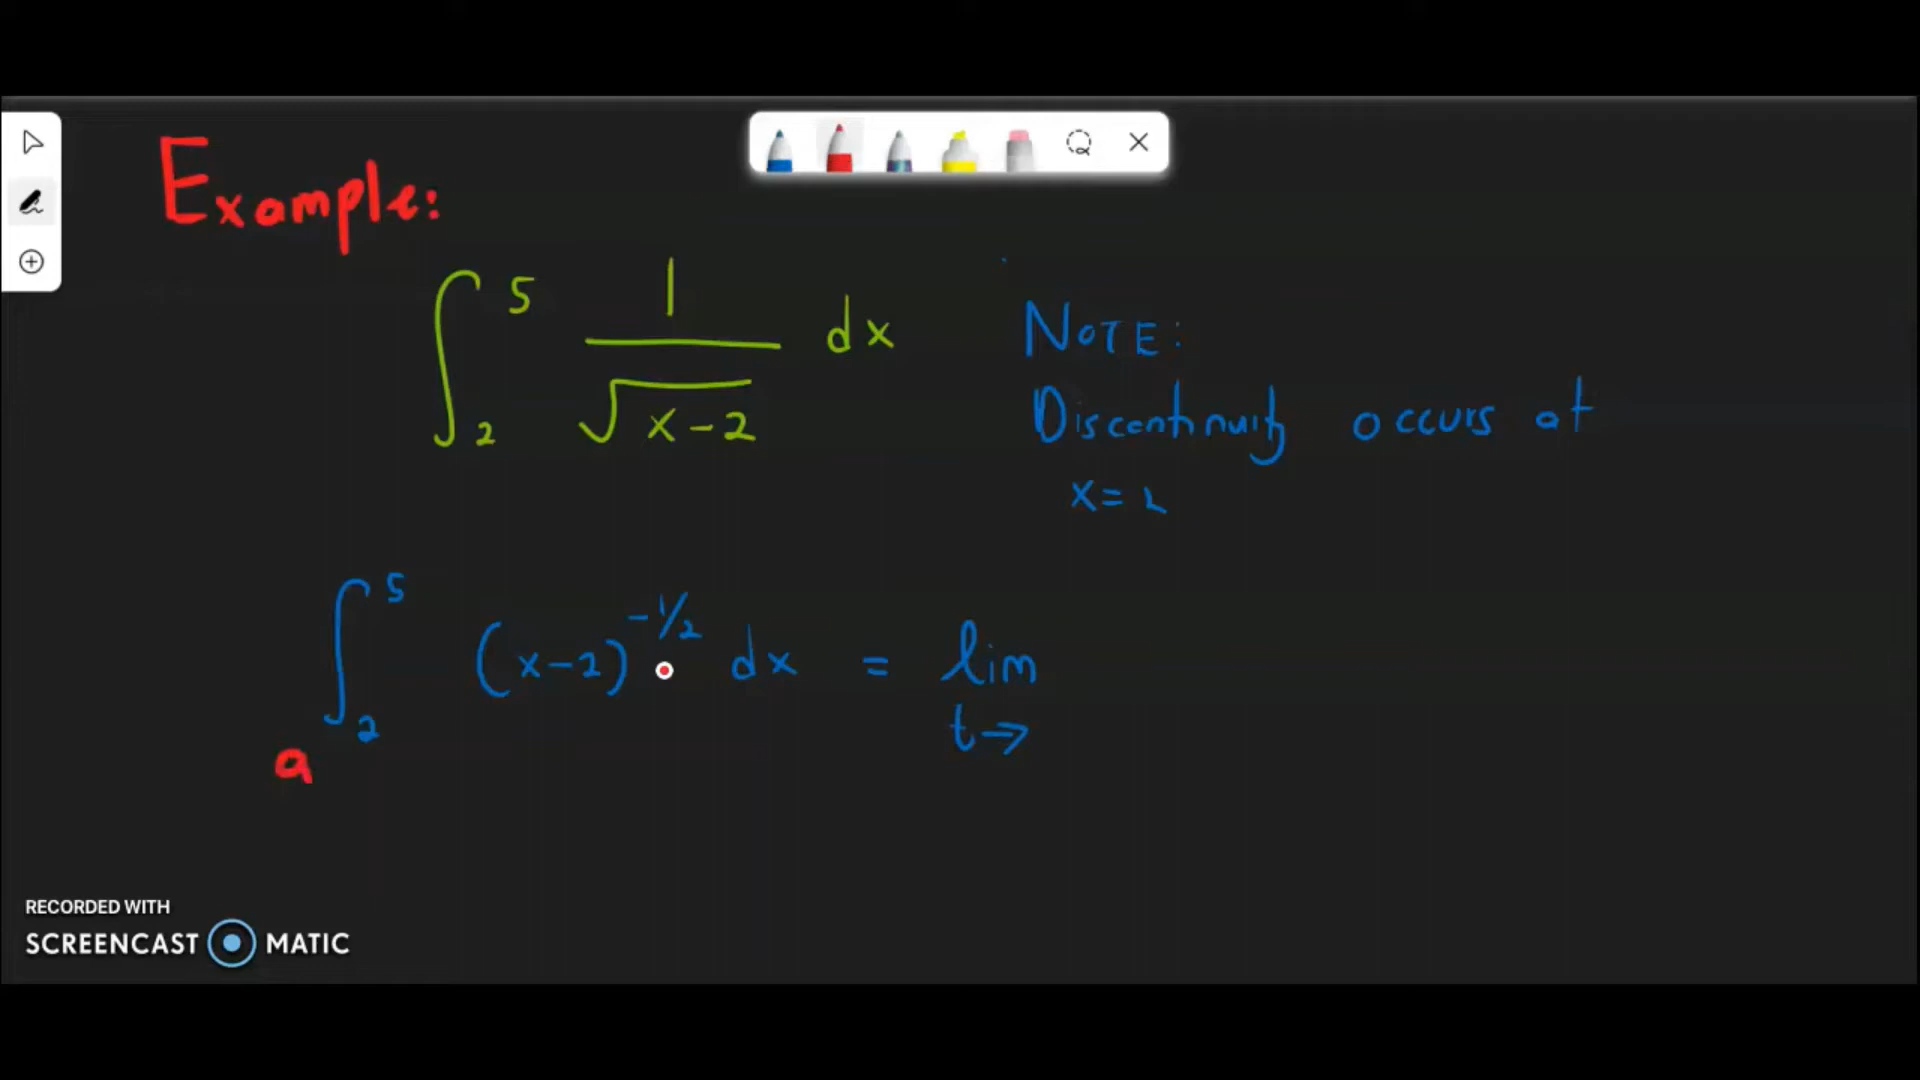 Example:
∫₂⁵ 1/√(x-2) dx
NOTE:
Discontinuity occurs at
x=2
∫₂⁵ (x-2)^(-1/2) dx = lim
t→
a
RECORDED WITH
SCREENCAST MATIC